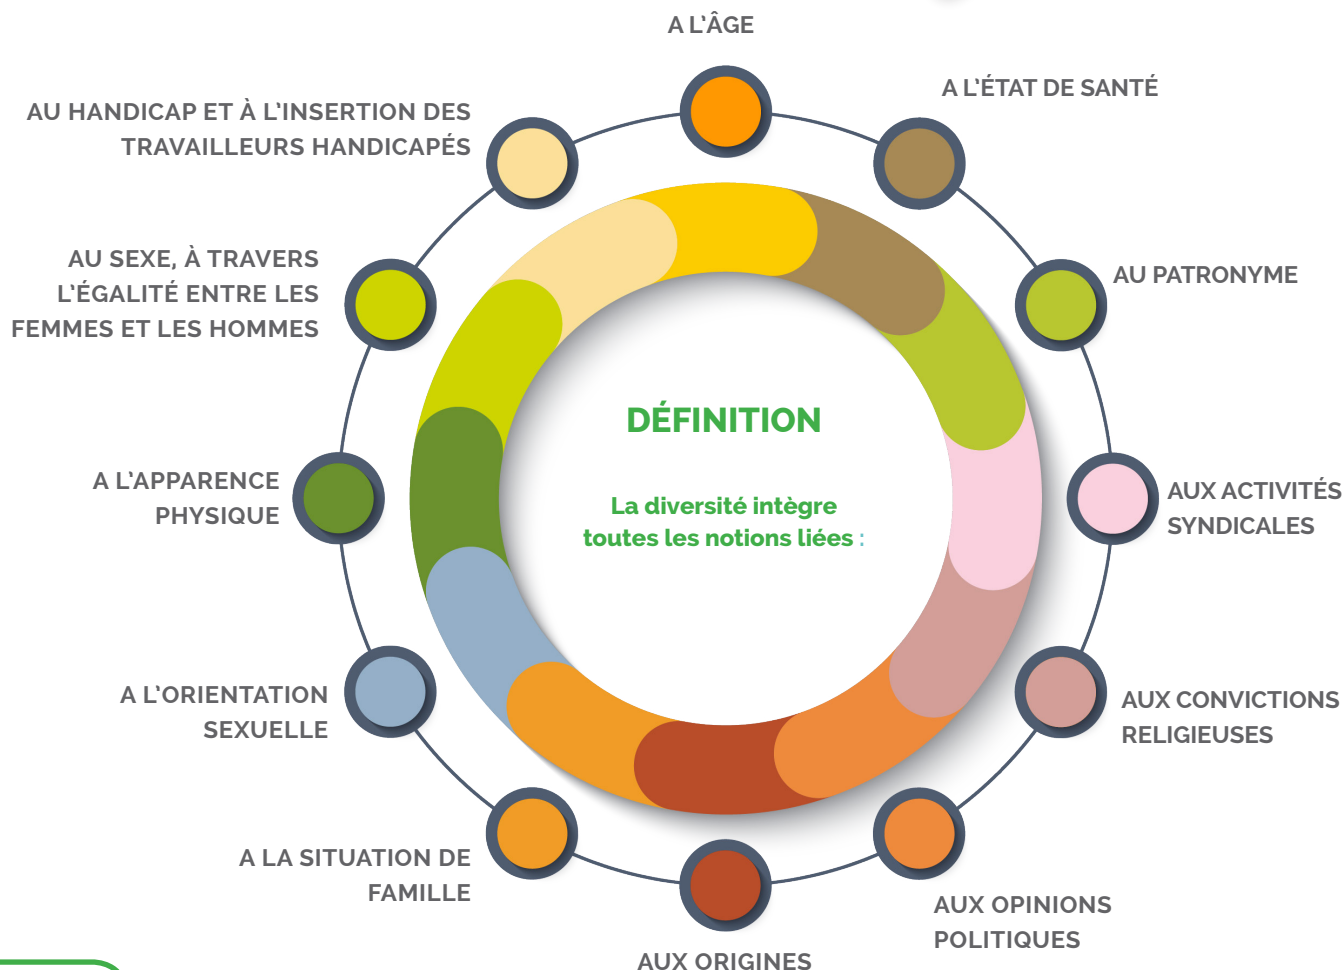 A L'ÂGE
A L'ÉTAT DE SANTÉ
AU PATRONYME
AUX ACTIVITÉS
SYNDICALES
AUX CONVICTIONS
RELIGIEUSES
AUX OPINIONS
POLITIQUES
AUX ORIGINES
A LA SITUATION DE
FAMILLE
A L'ORIENTATION
SEXUELLE
A L'APPARENCE
PHYSIQUE
AU SEXE, À TRAVERS
L'ÉGALITÉ ENTRE LES
FEMMES ET LES HOMMES
AU HANDICAP ET À L'INSERTION DES
TRAVAILLEURS HANDICAPÉS
DÉFINITION
La diversité intègre
toutes les notions liées :